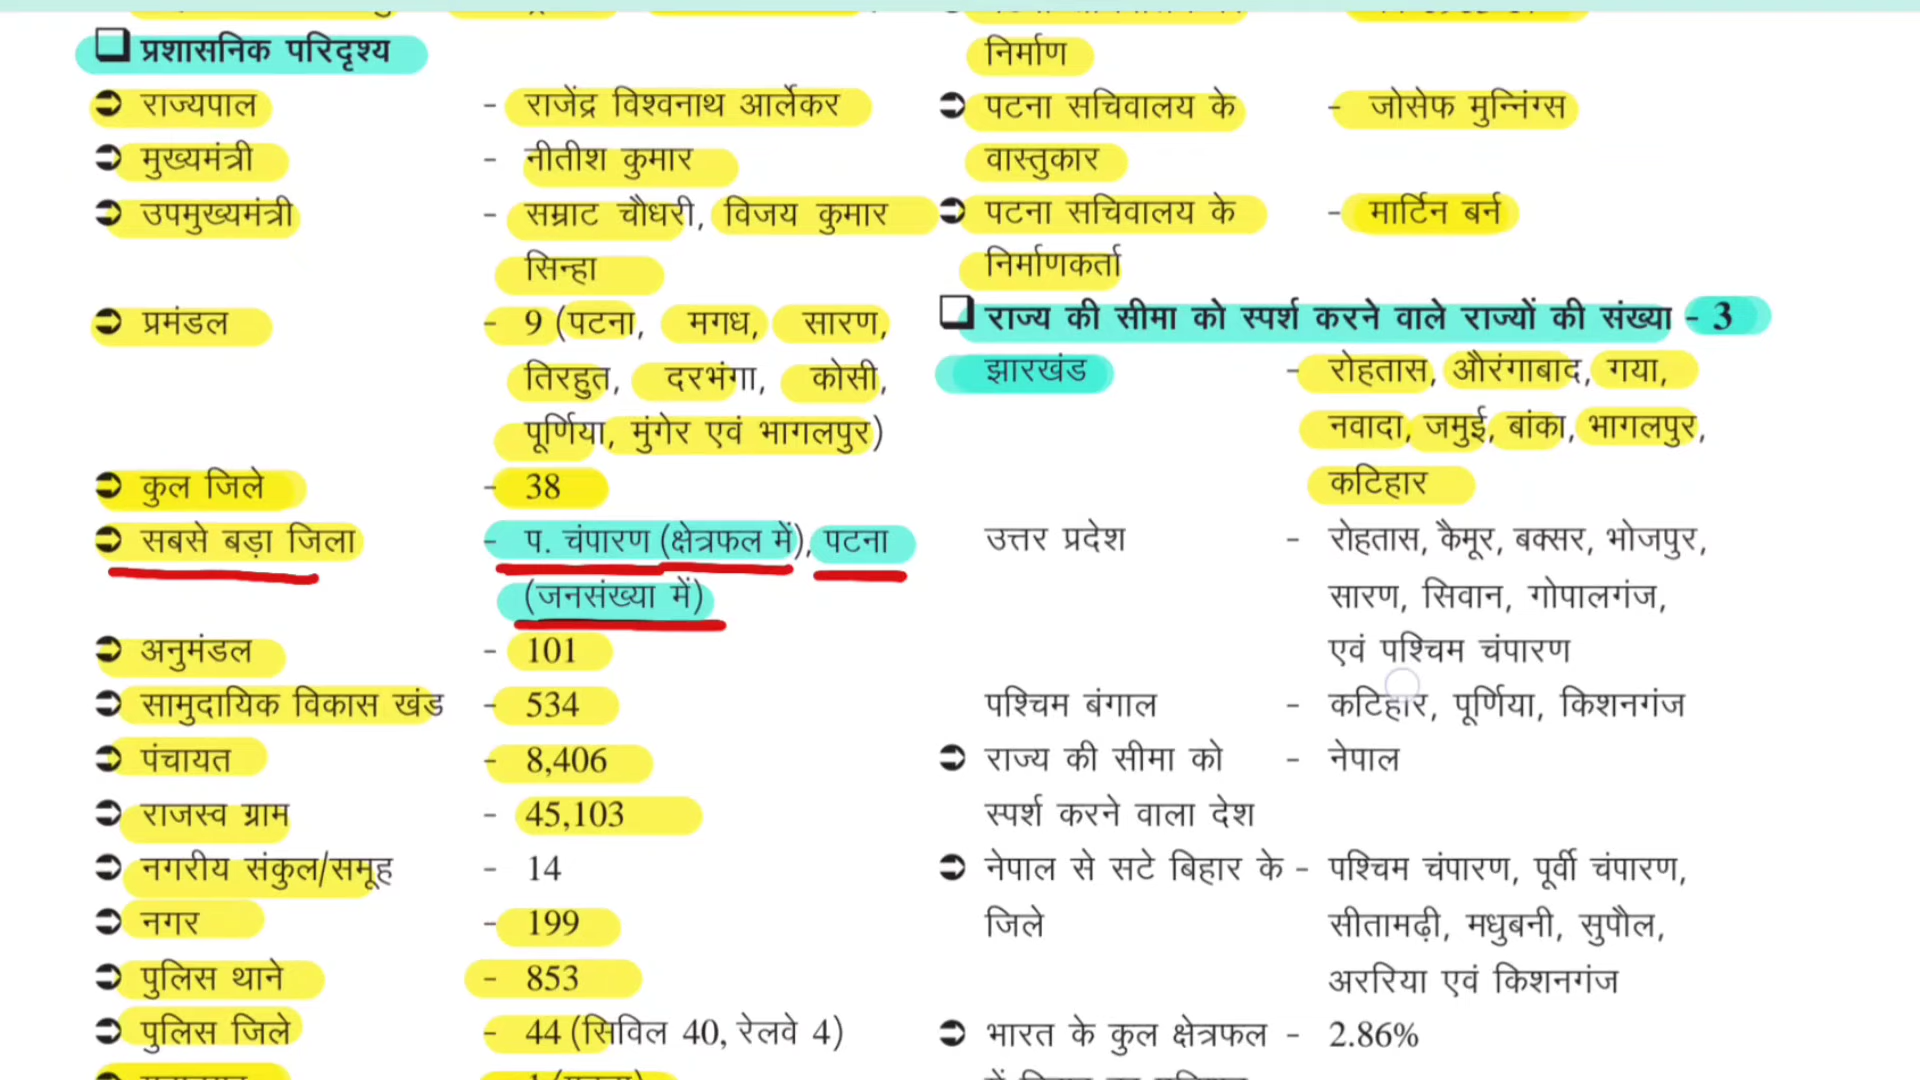 ❑ प्रशासनिक परिदृश्य
➲ राज्यपाल - राजेंद्र विश्वनाथ आर्लेकर
➲ मुख्यमंत्री - नीतीश कुमार
➲ उपमुख्यमंत्री - सम्राट चौधरी, विजय कुमार
सिन्हा
➲ प्रमंडल - 9 (पटना, मगध, सारण,
तिरहुत, दरभंगा, कोसी,
पूर्णिया, मुंगेर एवं भागलपुर)
➲ कुल जिले - 38
➲ सबसे बड़ा जिला - प. चंपारण (क्षेत्रफल में), पटना
(जनसंख्या में)
➲ अनुमंडल - 101
➲ सामुदायिक विकास खंड - 534
➲ पंचायत - 8,406
➲ राजस्व ग्राम - 45,103
➲ नगरीय संकुल/समूह - 14
➲ नगर - 199
➲ पुलिस थाने - 853
➲ पुलिस जिले - 44 (सिविल 40, रेलवे 4)
निर्माण
➲ पटना सचिवालय के - जोसेफ मुन्निंग्स
वास्तुकार
➲ पटना सचिवालय के - मार्टिन बर्न
निर्माणकर्ता
❑ राज्य की सीमा को स्पर्श करने वाले राज्यों की संख्या - 3
झारखंड - रोहतास, औरंगाबाद, गया,
नवादा, जमुई, बांका, भागलपुर,
कटिहार
उत्तर प्रदेश - रोहतास, कैमूर, बक्सर, भोजपुर,
सारण, सिवान, गोपालगंज,
एवं पश्चिम चंपारण
पश्चिम बंगाल - कटिहार, पूर्णिया, किशनगंज
➲ राज्य की सीमा को - नेपाल
स्पर्श करने वाला देश
➲ नेपाल से सटे बिहार के - पश्चिम चंपारण, पूर्वी चंपारण,
जिले सीतामढ़ी, मधुबनी, सुपौल,
अररिया एवं किशनगंज
➲ भारत के कुल क्षेत्रफल - 2.86%